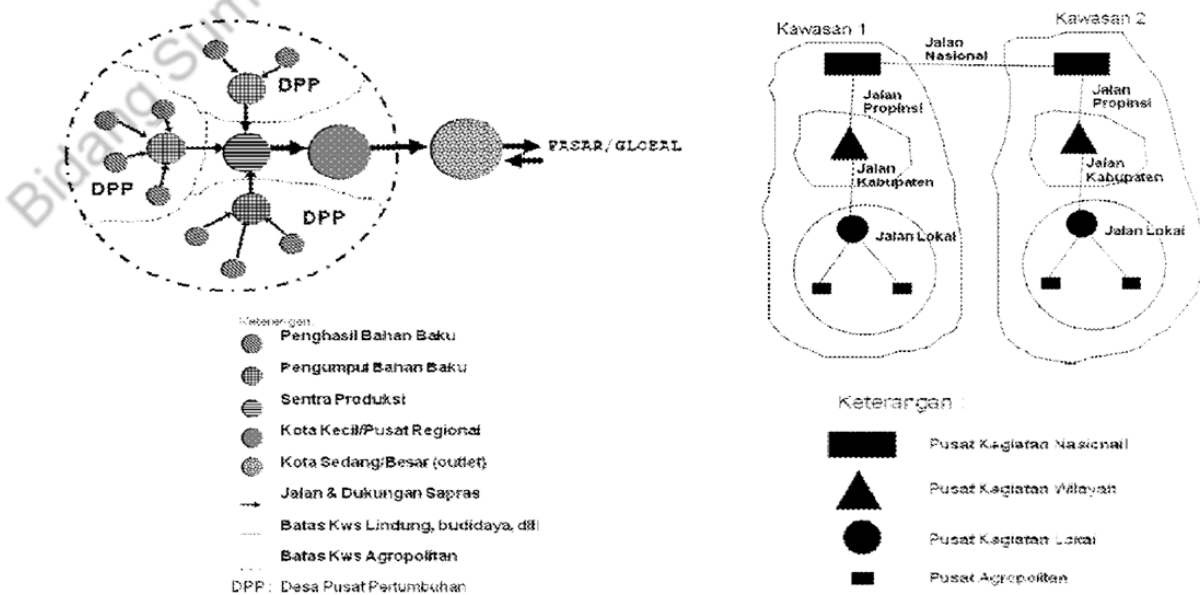 Bidang Sum
DPP
DPP
DPP
PASAR/GLOBAL
Keterangan:
Penghasil Bahan Baku
Pengumpul Bahan Baku
Sentra Produksi
Kota Kecil/Pusat Regional
Kota Sedang/Besar (outlet)
Jalan & Dukungan Sapras
Batas Kws Lindung, budidaya, dll
Batas Kws Agropolitan
DPP : Desa Pusat Pertumbuhan
Kawasan 1
Kawasan 2
Jalan
Nasional
Jalan
Propinsi
Jalan
Propinsi
Jalan
Kabupaten
Jalan
Kabupaten
Jalan Lokal
Jalan Lokal
Keterangan :
Pusat Kegiatan Nasionall
Pusat Kegiatan Wilayah
Pusat Kegiatan Lokal
Pusat Agropolitan